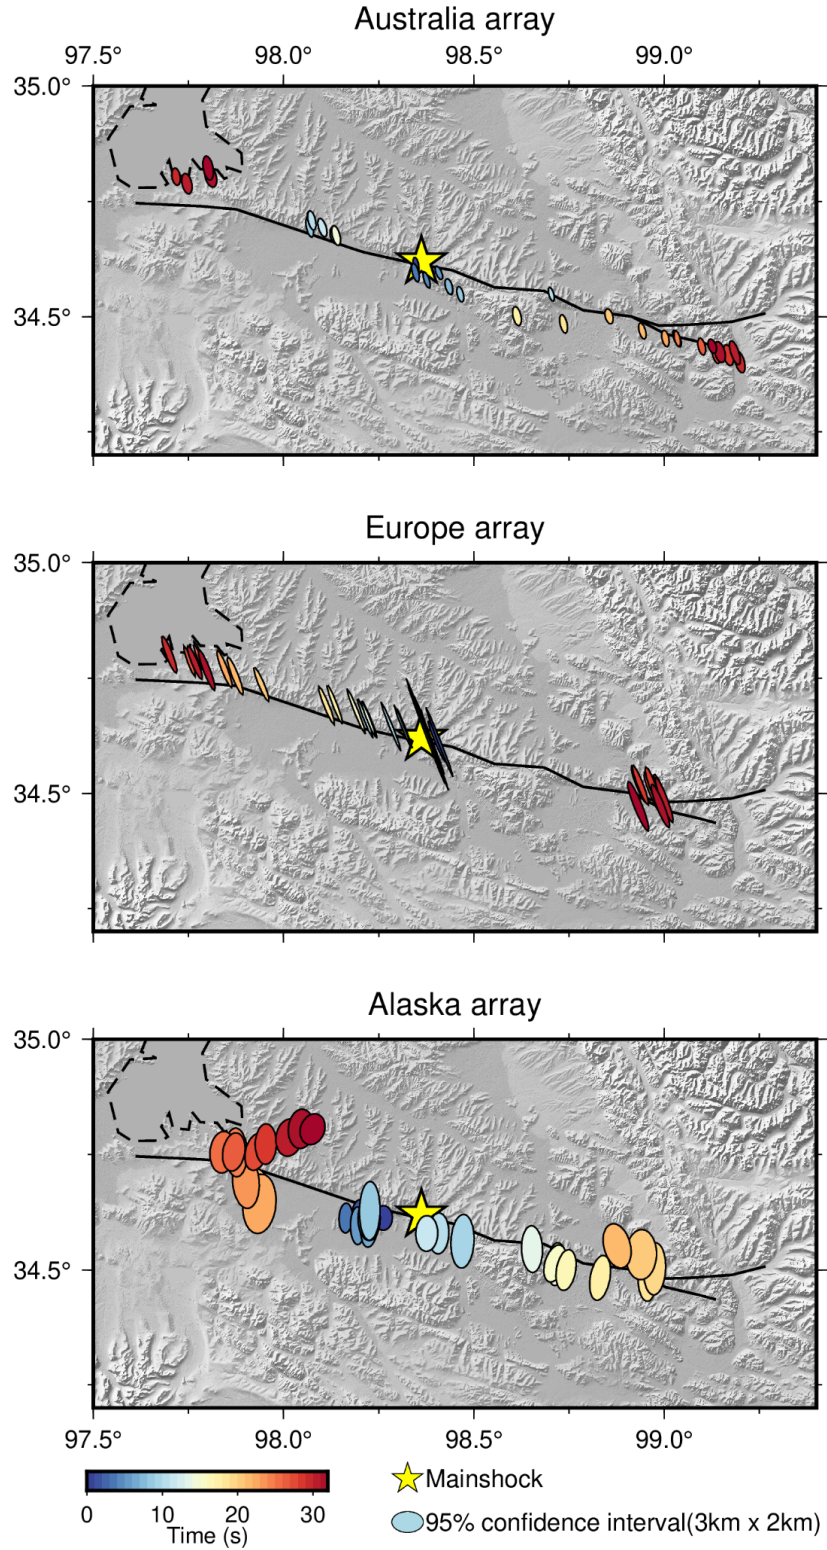 Australia array
97.5° 98.0° 98.5° 99.0°
35.0°
34.5°
Europe array
35.0°
34.5°
Alaska array
35.0°
34.5°
97.5° 98.0° 98.5° 99.0°
0 10 20 30
Time (s)
Mainshock
95% confidence interval(3km x 2km)